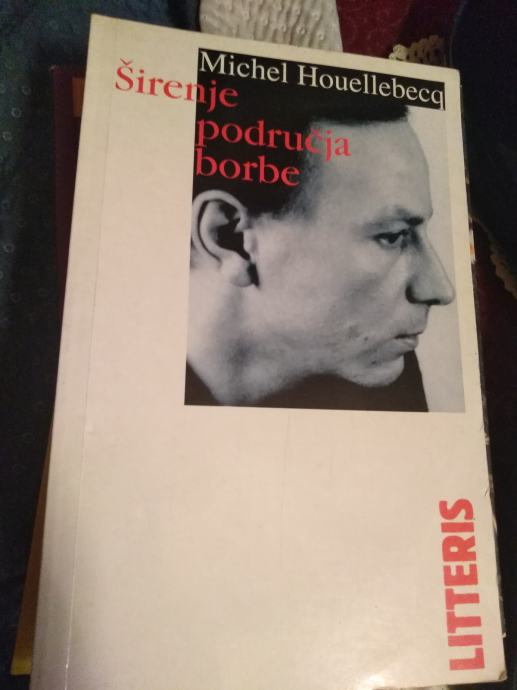 Michel Houellebecq
Širenje
područja
borbe
LITTERIS